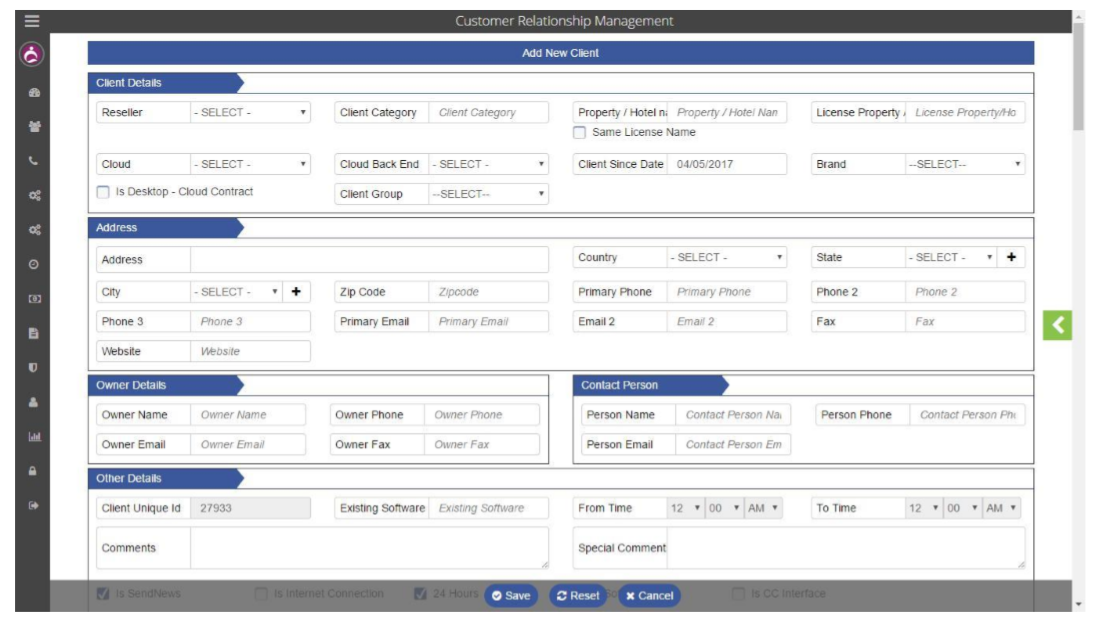 Customer Relationship Management
Add New Client
Client Details
Reseller - SELECT - Client Category Client Category Property / Hotel na Property / Hotel Nan License Property / License Property/Ho
Same License Name
Cloud - SELECT - Cloud Back End - SELECT - Client Since Date 04/05/2017 Brand --SELECT--
Is Desktop - Cloud Contract Client Group --SELECT--
Address
Address Country - SELECT - State - SELECT - +
City - SELECT - + Zip Code Zipcode Primary Phone Primary Phone Phone 2 Phone 2
Phone 3 Phone 3 Primary Email Primary Email Email 2 Email 2 Fax Fax
Website Website
Owner Details Contact Person
Owner Name Owner Name Owner Phone Owner Phone Person Name Contact Person Na Person Phone Contact Person Ph
Owner Email Owner Email Owner Fax Owner Fax Person Email Contact Person Em
Other Details
Client Unique Id 27933 Existing Software Existing Software From Time 12 00 AM To Time 12 00 AM
Comments Special Comment
Is SendNews Is Internet Connection 24 Hours Save Reset Cancel Is CC Interface